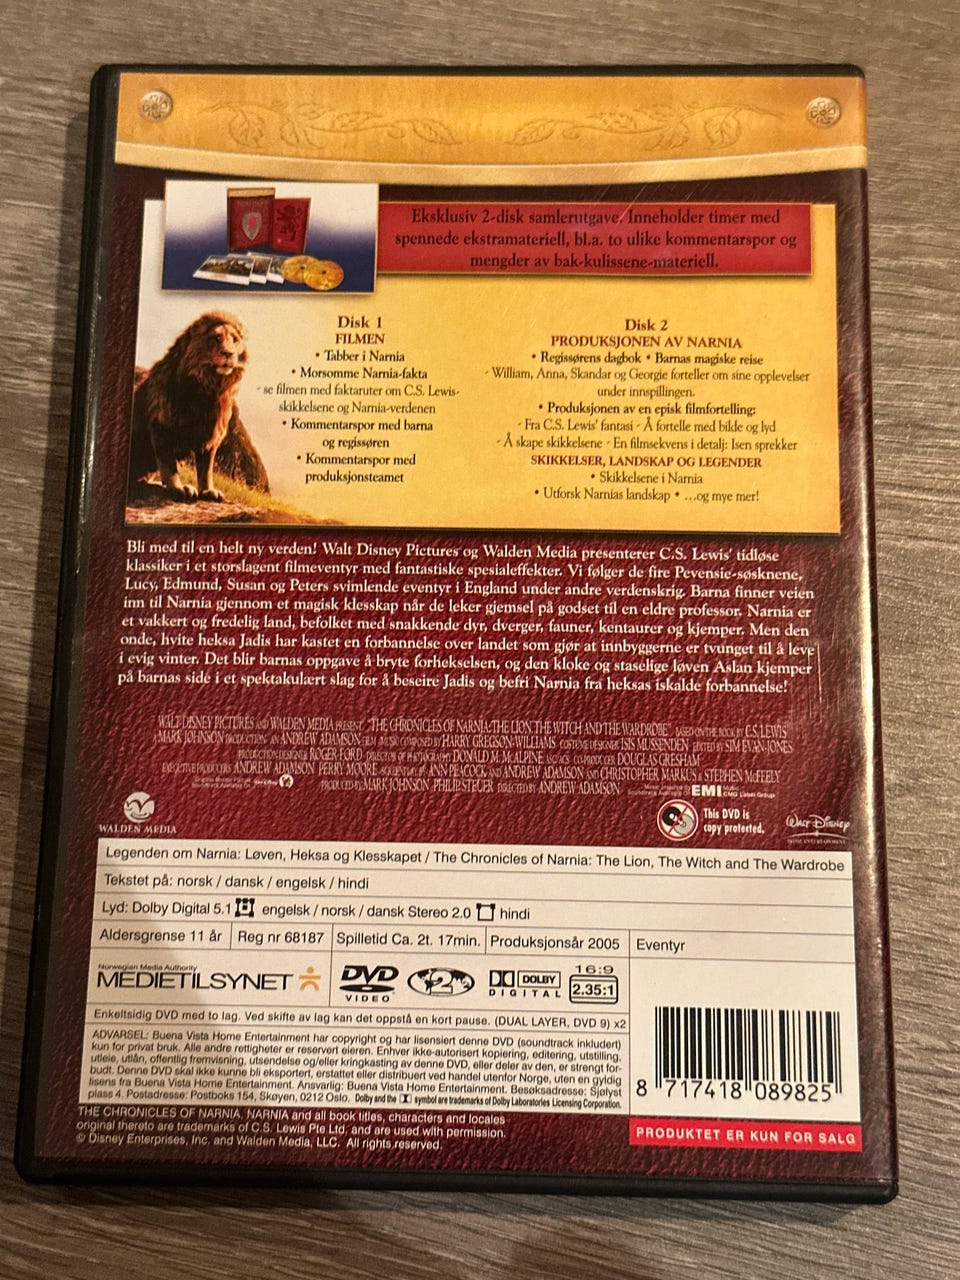 Eksklusiv 2-disk samlerutgave. Inneholder timer med
spennede ekstramateriell, bl.a. to ulike kommentarspor og
mengder av bak-kulissene-materiell.
Disk 1
FILMEN
• Tabber i Narnia
• Morsomme Narnia-fakta
- se filmen med faktaruter om C.S. Lewis-
skikkelsene og Narnia-verdenen
• Kommentarspor med barna
og regissøren
• Kommentarspor med
produksjonsteamet
Disk 2
PRODUKSJONEN AV NARNIA
• Regissørens dagbok • Barnas magiske reise
- William, Anna, Skandar og Georgie forteller om sine opplevelser
under innspillingen.
• Produksjonen av en episk filmfortelling:
- Fra C.S. Lewis' fantasi - Å fortelle med bilde og lyd
- Å skape skikkelsene - En filmsekvens i detalj: Isen sprekker
SKIKKELSER, LANDSKAP OG LEGENDER
• Skikkelsene i Narnia
• Utforsk Narnias landskap • ...og mye mer!
Bli med til en helt ny verden! Walt Disney Pictures og Walden Media presenterer C.S. Lewis' tidløse
klassiker i et storslagent filmeventyr med fantastiske spesialeffekter. Vi følger de fire Pevensie-søsknene,
Lucy, Edmund, Susan og Peters svimlende eventyr i England under andre verdenskrig. Barna finner veien
inn til Narnia gjennom et magisk klesskap når de leker gjemsel på godset til en eldre professor. Narnia er
et vakkert og fredelig land, befolket med snakkende dyr, dverger, fauner, kentaurer og kjemper. Men den
onde, hvite heksa Jadis har kastet en forbannelse over landet som gjør at innbyggerne er tvunget til å leve
i evig vinter. Det blir barnas oppgave å bryte forhekselsen, og den kloke og staselige løven Aslan kjemper
på barnas side i et spektakulært slag for å beseire Jadis og befri Narnia fra heksas iskalde forbannelse!
WALT DISNEY PICTURES AND WALDEN MEDIA PRESENT "THE CHRONICLES OF NARNIA: THE LION, THE WITCH AND THE WARDROBE" BASED ON THE BOOK BY C.S. LEWIS
A MARK JOHNSON PRODUCTION AN ANDREW ADAMSON FILM MUSIC COMPOSED BY HARRY GREGSON-WILLIAMS COSTUME DESIGNER ISIS MUSSENDEN EDITED BY SIM EVAN-JONES
PRODUCTION DESIGNER ROGER FORD DIRECTOR OF PHOTOGRAPHY DONALD M. McALPINE ASC/ACS CO-PRODUCER DOUGLAS GRESHAM
EXECUTIVE PRODUCERS ANDREW ADAMSON PERRY MOORE SCREENPLAY BY ANN PEACOCK AND ANDREW ADAMSON AND CHRISTOPHER MARKUS & STEPHEN McFEELY
PRODUCED BY MARK JOHNSON PHILIP STEUER DIRECTED BY ANDREW ADAMSON
EMI
CMG Label Group
WALDEN MEDIA
This DVD is
copy protected.
Walt Disney
HOME ENTERTAINMENT
Legenden om Narnia: Løven, Heksa og Klesskapet / The Chronicles of Narnia: The Lion, The Witch and The Wardrobe
Tekstet på: norsk / dansk / engelsk / hindi
Lyd: Dolby Digital 5.1 engelsk / norsk / dansk Stereo 2.0 hindi
Aldersgrense 11 år Reg nr 68187 Spilletid Ca. 2t. 17min. Produksjonsår 2005 Eventyr
Norwegian Media Authority
MEDIETILSYNET
DVD
VIDEO
2
DOLBY
DIGITAL
16:9
2.35:1
Enkeltsidig DVD med to lag. Ved skifte av lag kan det oppstå en kort pause. (DUAL LAYER, DVD 9) x2
ADVARSEL: Buena Vista Home Entertainment har copyright og har lisensiert denne DVD (soundtrack inkludert)
kun for privat bruk. Alle andre rettigheter er reservert eieren. Enhver ikke-autorisert kopiering, editering, utstilling,
utleie, utlån, offentlig fremvisning, utsendelse og/eller kringkasting av denne DVD, eller deler av den, er strengt for-
budt. Denne DVD skal ikke kunne bli eksportert, erstattet eller distribuert ved handel utenfor Norge, uten en gyldig
lisens fra Buena Vista Home Entertainment. Ansvarlig: Buena Vista Home Entertainment. Besøksadresse: Sjølyst
plass 4. Postadresse: Postboks 154, Skøyen, 0212 Oslo. Dolby and the symbol are trademarks of Dolby Laboratories Licensing Corporation.
8 717418 089825
THE CHRONICLES OF NARNIA, NARNIA and all book titles, characters and locales
original thereto are trademarks of C.S. Lewis Pte Ltd. and are used with permission.
© Disney Enterprises, Inc. and Walden Media, LLC. All rights reserved.
PRODUKTET ER KUN FOR SALG